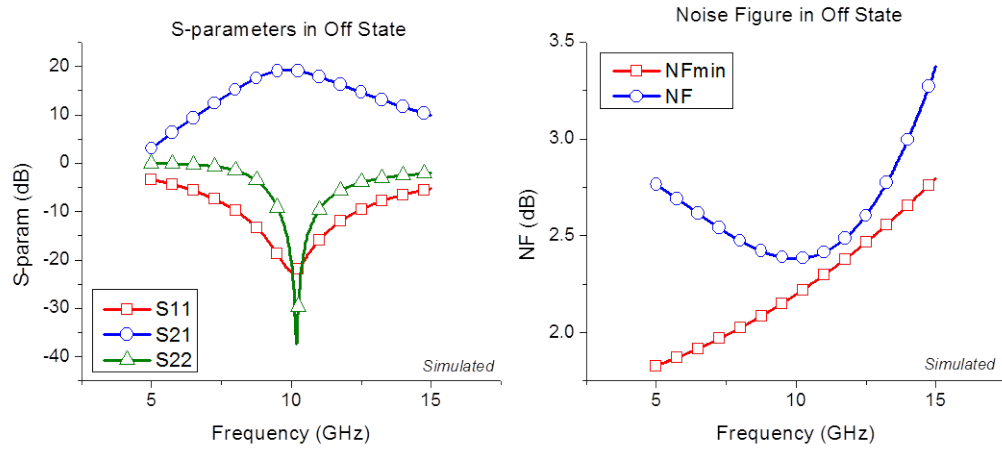 S-parameters in Off State
20
10
0
-10
-20
-30
-40
S-param (dB)
S11
S21
S22
Simulated
5
10
15
Frequency (GHz)
Noise Figure in Off State
3.5
3.0
2.5
2.0
NF (dB)
NFmin
NF
Simulated
5
10
15
Frequency (GHz)